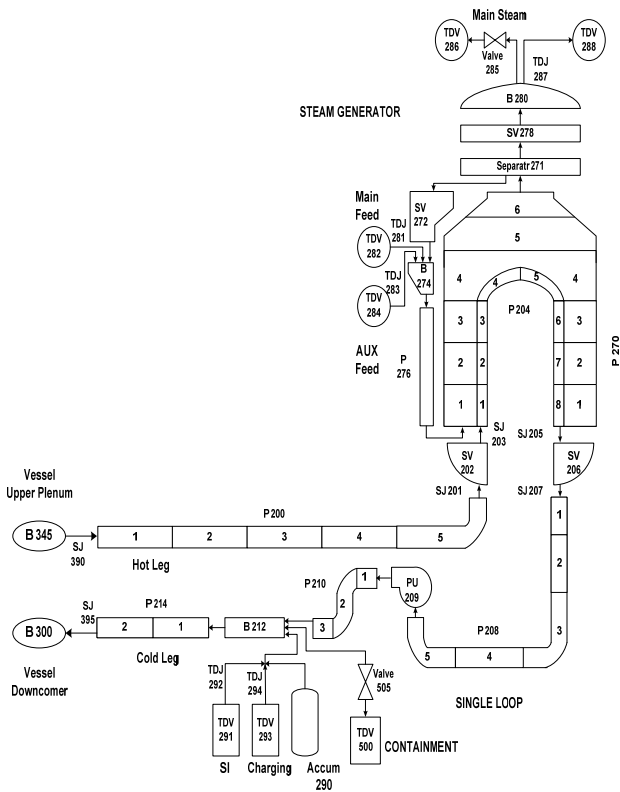 Main Steam
TDV
286
TDV
288
Valve
285
TDJ
287
B 280
STEAM GENERATOR
SV 278
Separatr 271
Main
Feed
SV
272
TDJ
281
TDV
282
B
274
TDJ
283
TDV
284
AUX
Feed
P
276
6
5
4
4
5
4
P 204
3
3
6
3
2
2
7
2
1
1
8
1
P 270
SJ
203
SJ 205
SV
202
SV
206
SJ 201
SJ 207
Vessel
Upper Plenum
B 345
SJ
390
P 200
1
2
3
4
5
Hot Leg
1
2
3
P 208
4
5
PU
209
P 210
1
2
3
SJ
395
P 214
B 300
2
1
B 212
Cold Leg
Vessel
Downcomer
TDJ
292
TDJ
294
Valve
505
SINGLE LOOP
TDV
291
TDV
293
TDV
500
CONTAINMENT
SI
Charging
Accum
290